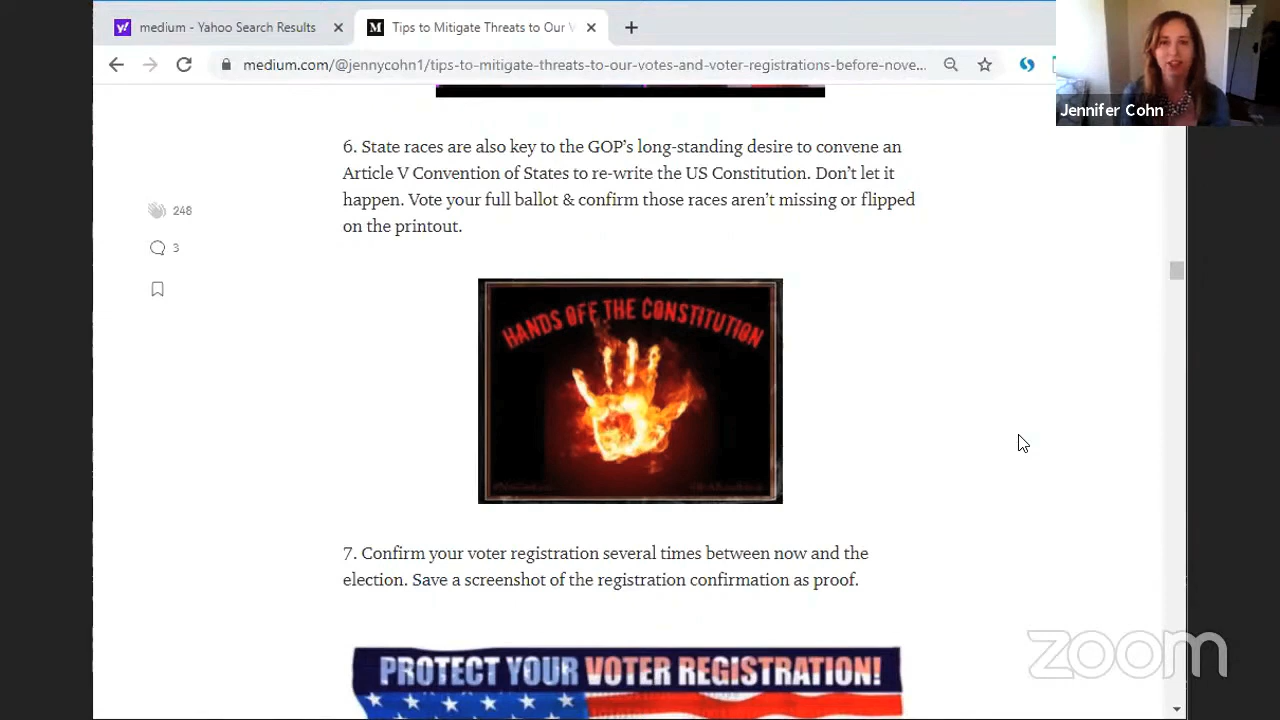 medium - Yahoo Search Results
Tips to Mitigate Threats to Our V
medium.com/@jennycohn1/tips-to-mitigate-threats-to-our-votes-and-voter-registrations-before-nove...
Jennifer Cohn
6. State races are also key to the GOP’s long-standing desire to convene an
Article V Convention of States to re-write the US Constitution. Don’t let it
happen. Vote your full ballot & confirm those races aren’t missing or flipped
on the printout.
248
3
HANDS OFF THE CONSTITUTION
7. Confirm your voter registration several times between now and the
election. Save a screenshot of the registration confirmation as proof.
PROTECT YOUR VOTER REGISTRATION!
zoom